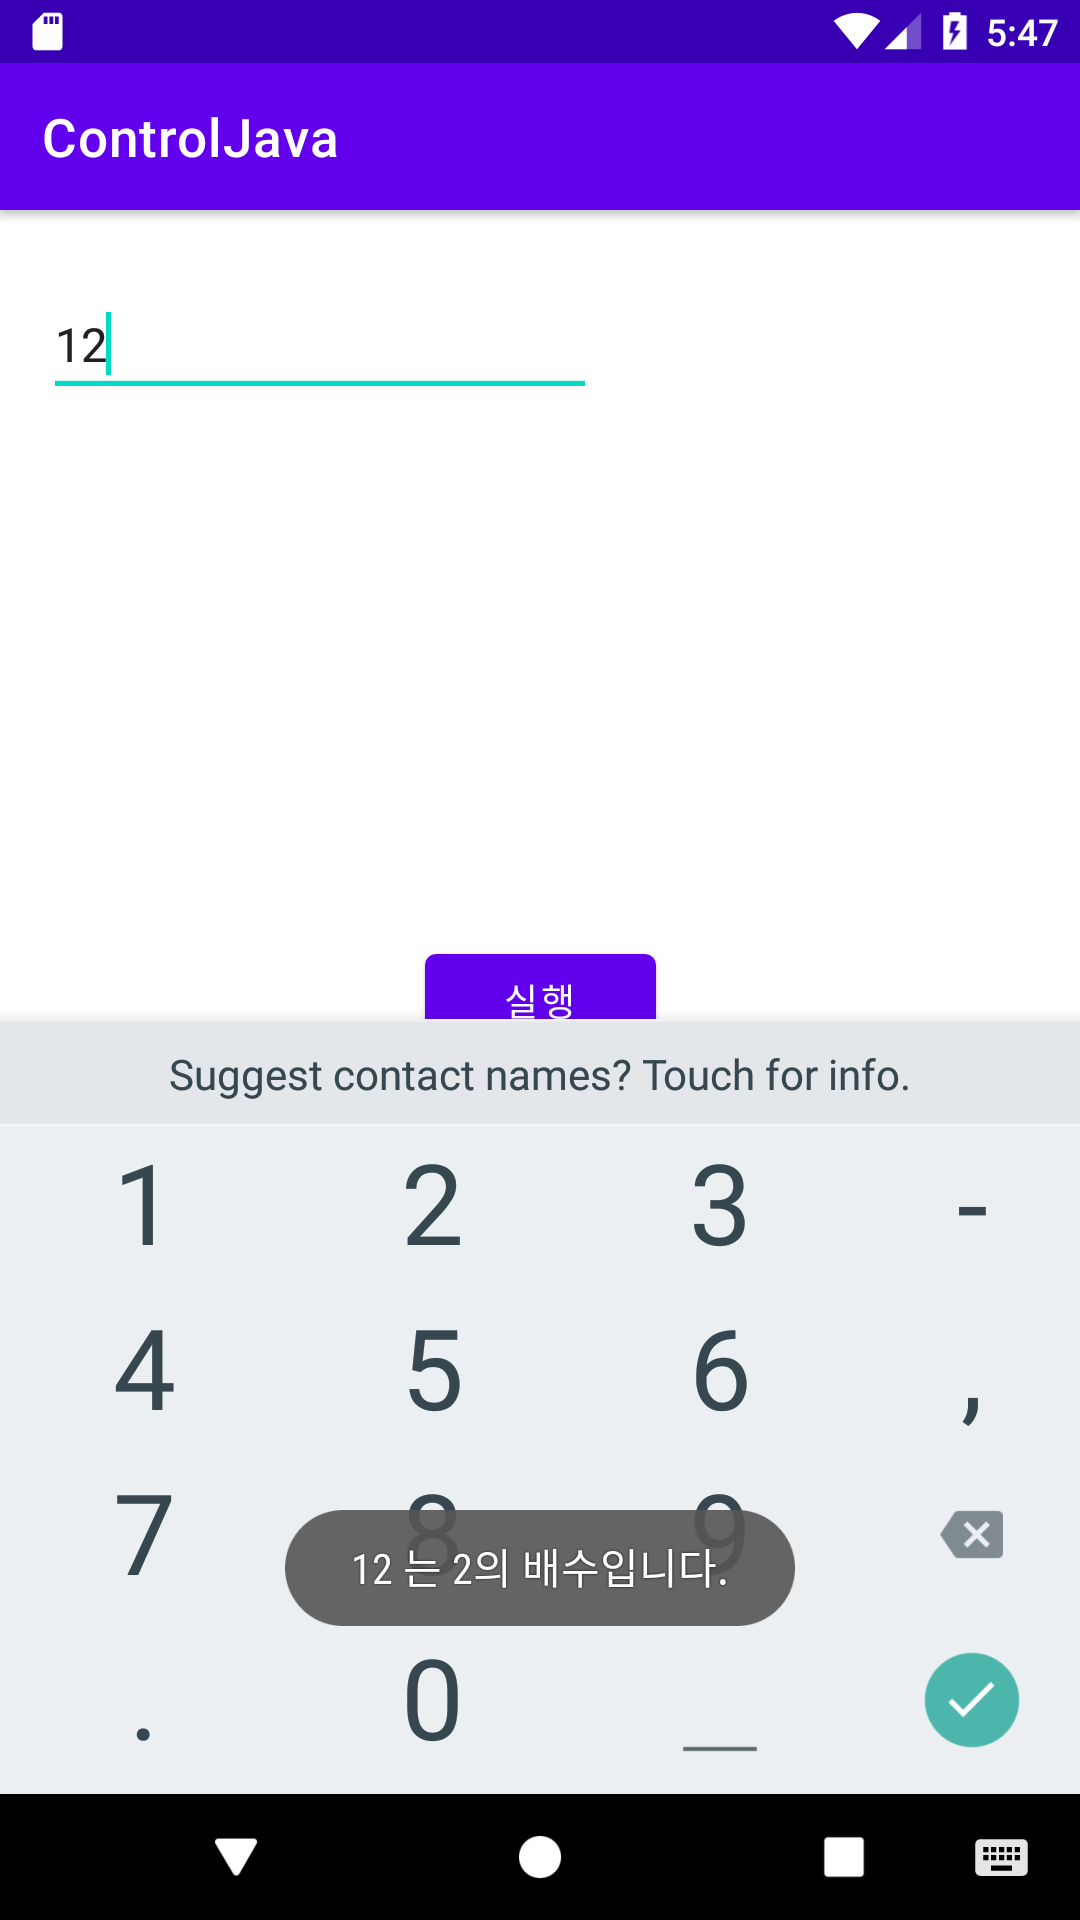 5:47
ControlJava
12
실행
Suggest contact names? Touch for info.
1 2 3 -
4 5 6 ,
7 8 9
12 는 2의 배수입니다.
. 0 _